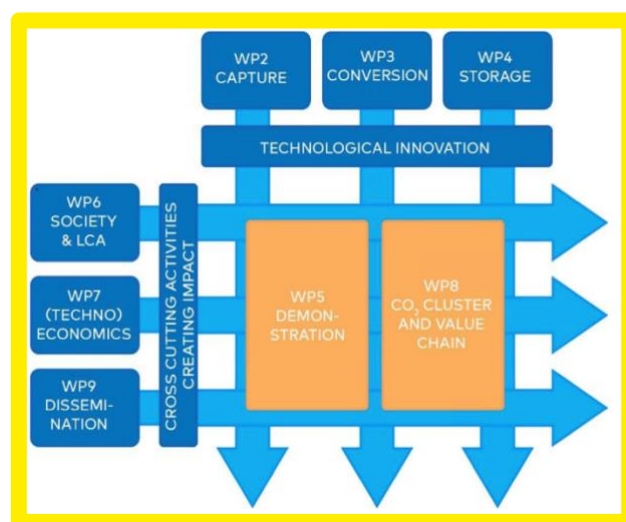 WP2
CAPTURE
WP3
CONVERSION
WP4
STORAGE
TECHNOLOGICAL INNOVATION
WP6
SOCIETY
& LCA
WP7
(TECHNO)
ECONOMICS
WP9
DISSEMI-
NATION
CROSS CUTTING ACTIVITIES
CREATING IMPACT
WP5
DEMON-
STRATION
WP8
CO₂ CLUSTER
AND VALUE
CHAIN